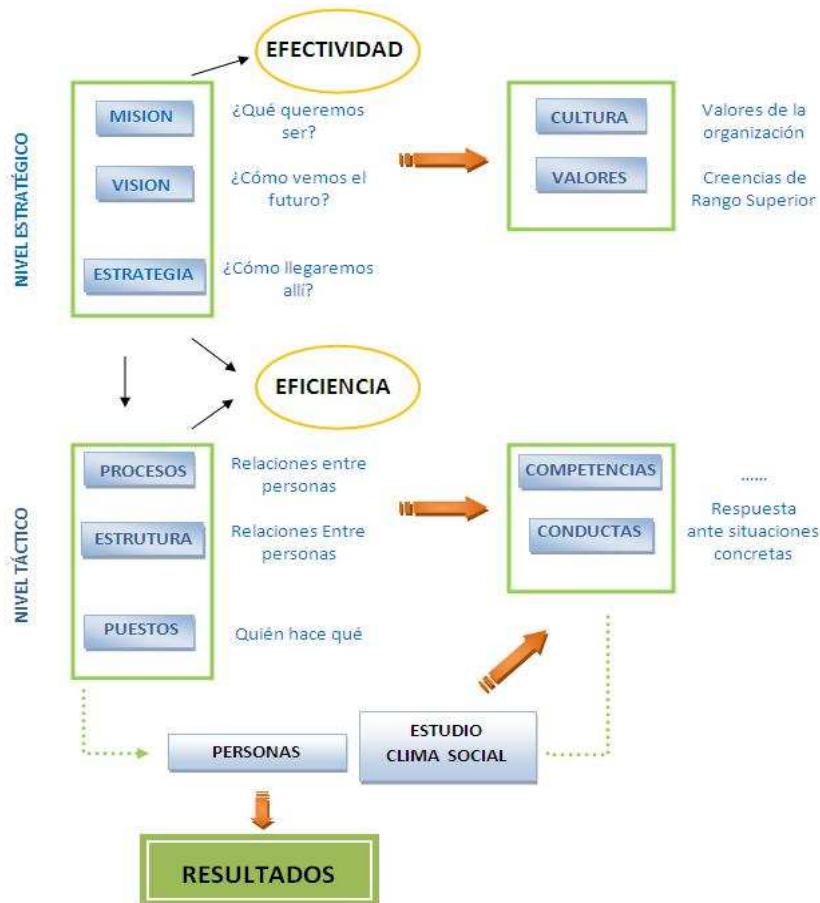 EFECTIVIDAD
NIVEL ESTRATÉGICO
MISION
¿Qué queremos
ser?
VISION
¿Cómo vemos el
futuro?
ESTRATEGIA
¿Cómo llegaremos
allí?
CULTURA
Valores de la
organización
VALORES
Creencias de
Rango Superior
EFICIENCIA
NIVEL TÁCTICO
PROCESOS
Relaciones entre
personas
ESTRUTURA
Relaciones Entre
personas
PUESTOS
Quién hace qué
COMPETENCIAS
......
CONDUCTAS
Respuesta
ante situaciones
concretas
PERSONAS
ESTUDIO
CLIMA SOCIAL
RESULTADOS